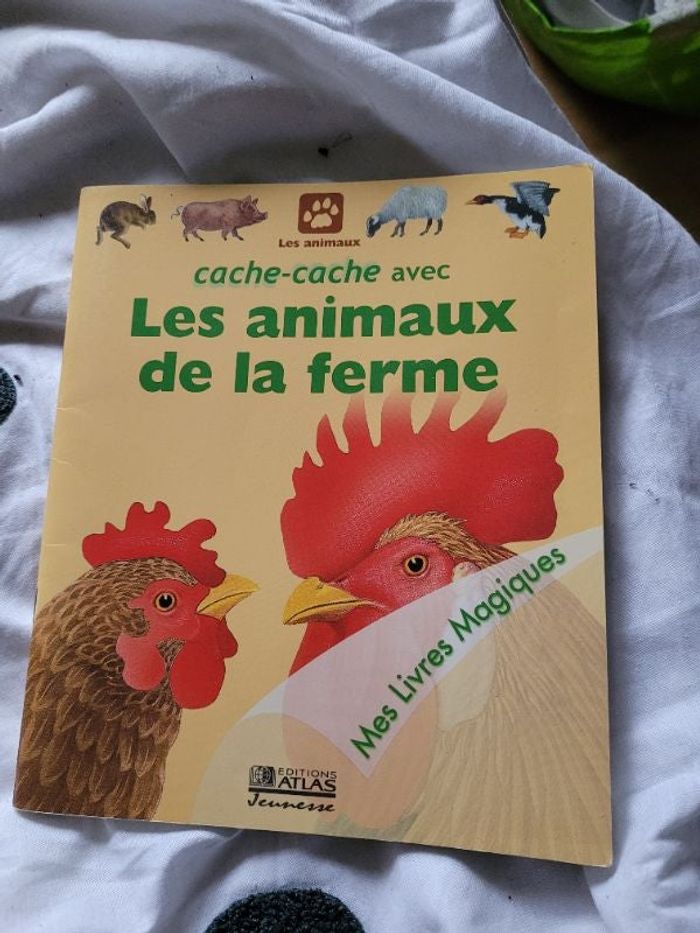 Les animaux
cache-cache avec
Les animaux
de la ferme
Mes Livres Magiques
EDITIONS
ATLAS
Jeunesse